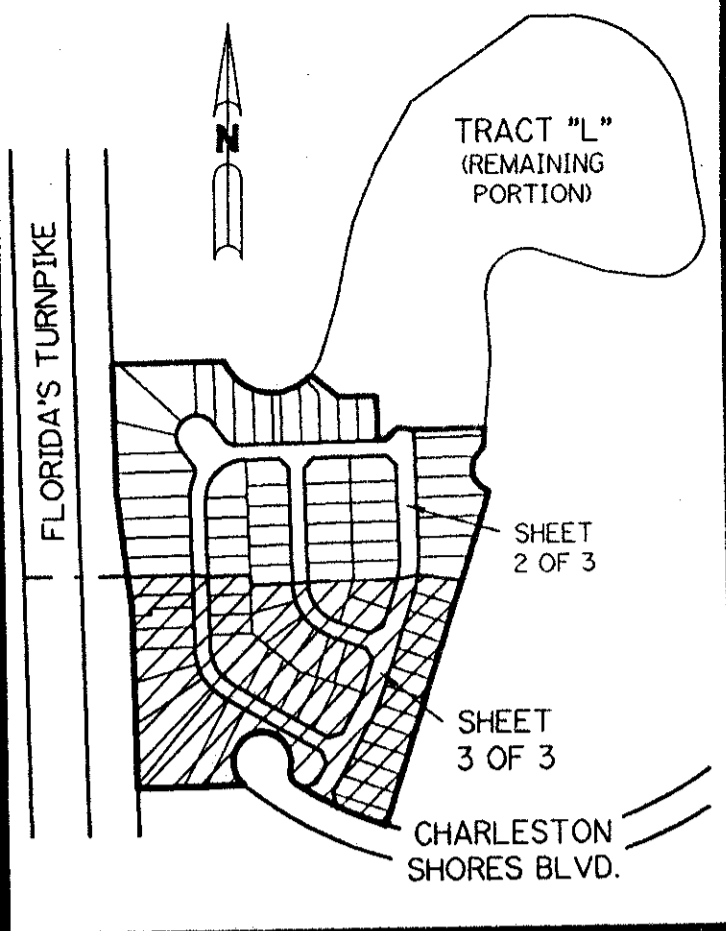 N
TRACT "L"
(REMAINING
PORTION)
FLORIDA'S TURNPIKE
SHEET
2 OF 3
SHEET
3 OF 3
CHARLESTON
SHORES BLVD.